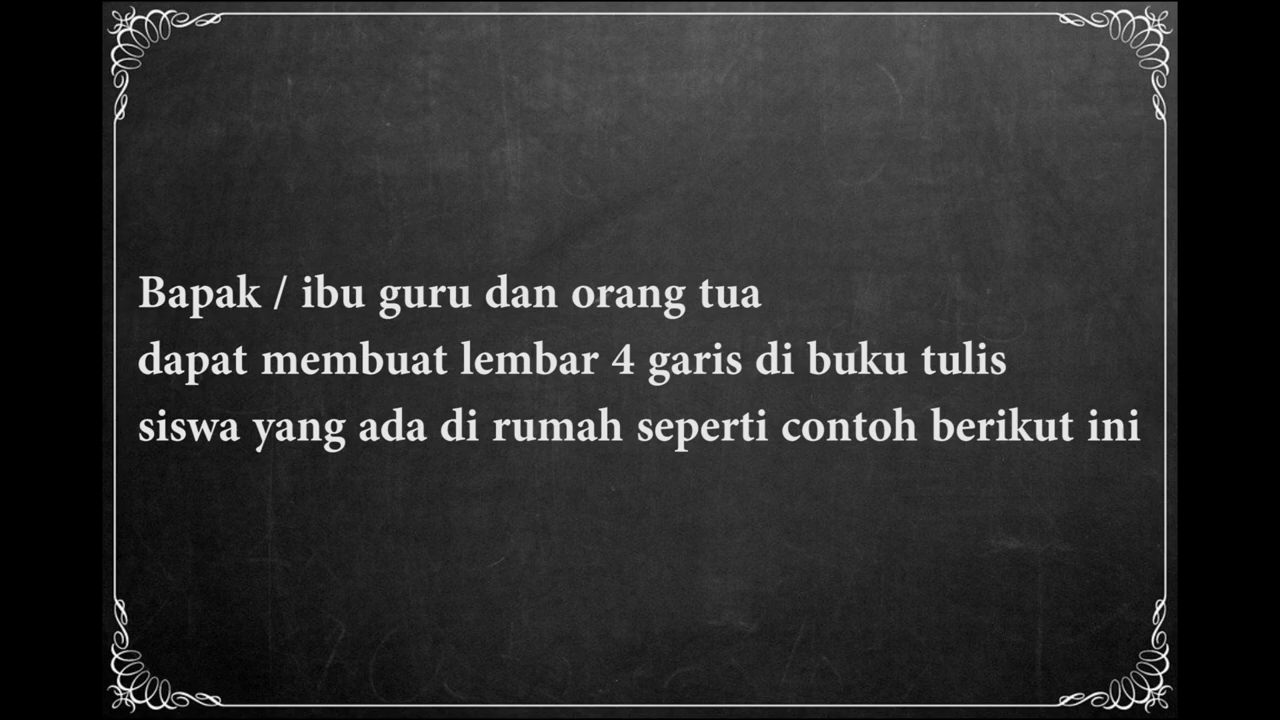 Bapak / ibu guru dan orang tua
dapat membuat lembar 4 garis di buku tulis
siswa yang ada di rumah seperti contoh berikut ini